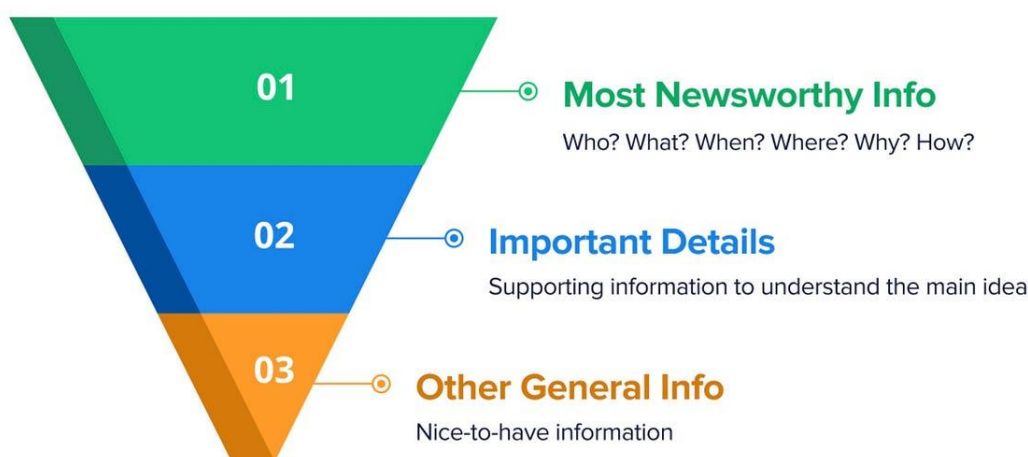 01
Most Newsworthy Info
Who? What? When? Where? Why? How?
02
Important Details
Supporting information to understand the main idea
03
Other General Info
Nice-to-have information